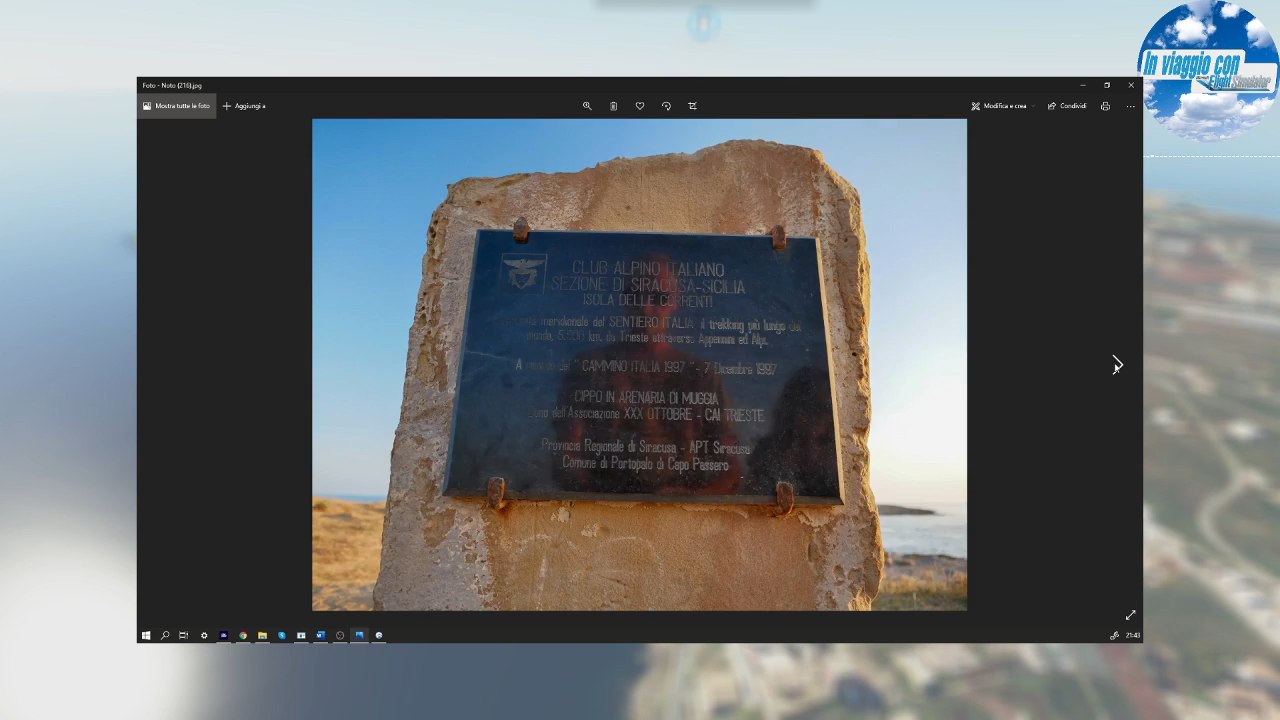 In viaggio con
Flight Simulator
Foto - Noto (216).jpg
Mostra tutte le foto
Aggiungi a
Modifica e crea
Condividi
CLUB ALPINO ITALIANO
SEZIONE DI SIRACUSA-SICILIA
ISOLA DELLE CORRENTI
meridionale del SENTIERO ITALIA il trekking più lungo del
mondo, km. da Trieste attraverso Appennini ed Alpi.
A ricordo del "CAMMINO ITALIA 1997" - 7 Dicembre 1997
CIPPO IN ARENARIA DI MUGGIA
dono dell'Associazione XXX OTTOBRE - CAI TRIESTE
Provincia Regionale di Siracusa - APT Siracusa
Comune di Portopalo di Capo Passero
21:43